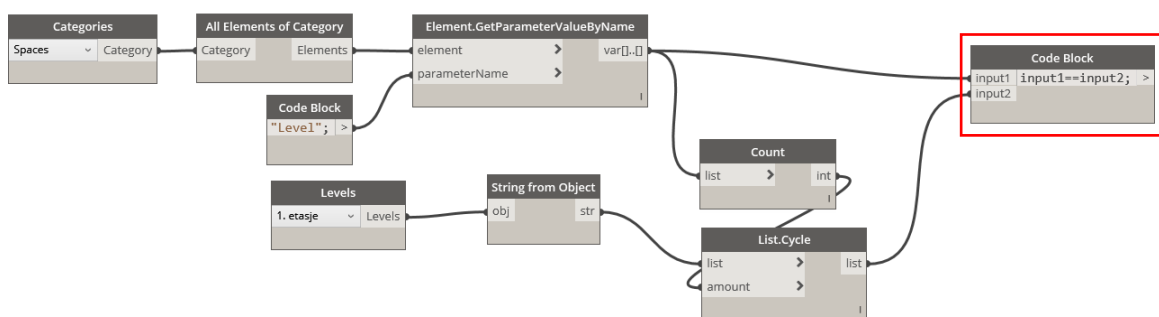 Categories
Spaces
Category
All Elements of Category
Category
Elements
Element.GetParameterValueByName
element
>
var[]..[]
parameterName
>
l
Code Block
"Level"; >
Levels
1. etasje
Levels
String from Object
obj
str
Count
list
>
int
l
List.Cycle
list
>
list
amount
>
l
Code Block
input1 input1==input2; >
input2